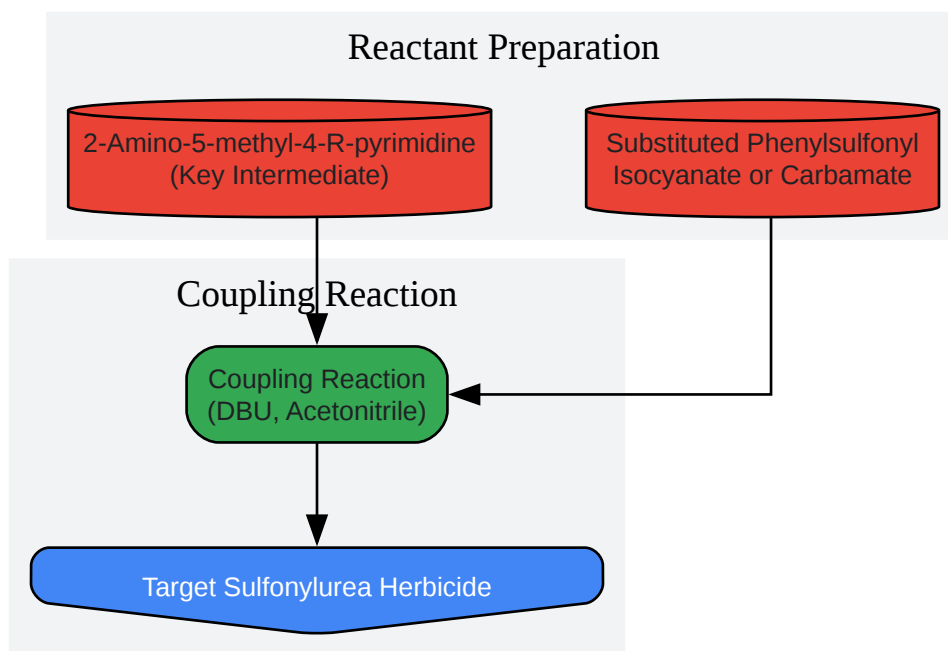 Reactant Preparation
2-Amino-5-methyl-4-R-pyrimidine
(Key Intermediate)
Substituted Phenylsulfonyl
Isocyanate or Carbamate
Coupling Reaction
Coupling Reaction
(DBU, Acetonitrile)
Target Sulfonylurea Herbicide